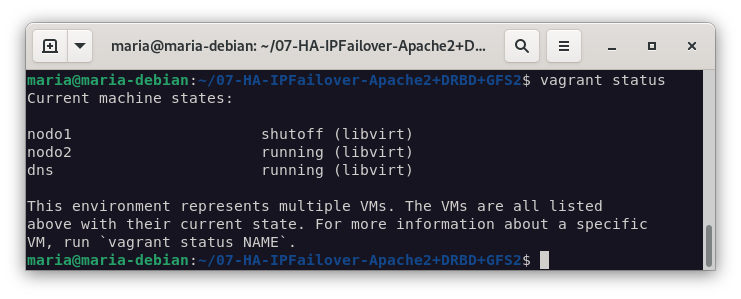 maria@maria-debian: ~/07-HA-IPFailover-Apache2+D...
maria@maria-debian:~/07-HA-IPFailover-Apache2+DRBD+GFS2$ vagrant status
Current machine states:
nodo1                     shutoff (libvirt)
nodo2                     running (libvirt)
dns                       running (libvirt)
This environment represents multiple VMs. The VMs are all listed
above with their current state. For more information about a specific
VM, run `vagrant status NAME`.
maria@maria-debian:~/07-HA-IPFailover-Apache2+DRBD+GFS2$